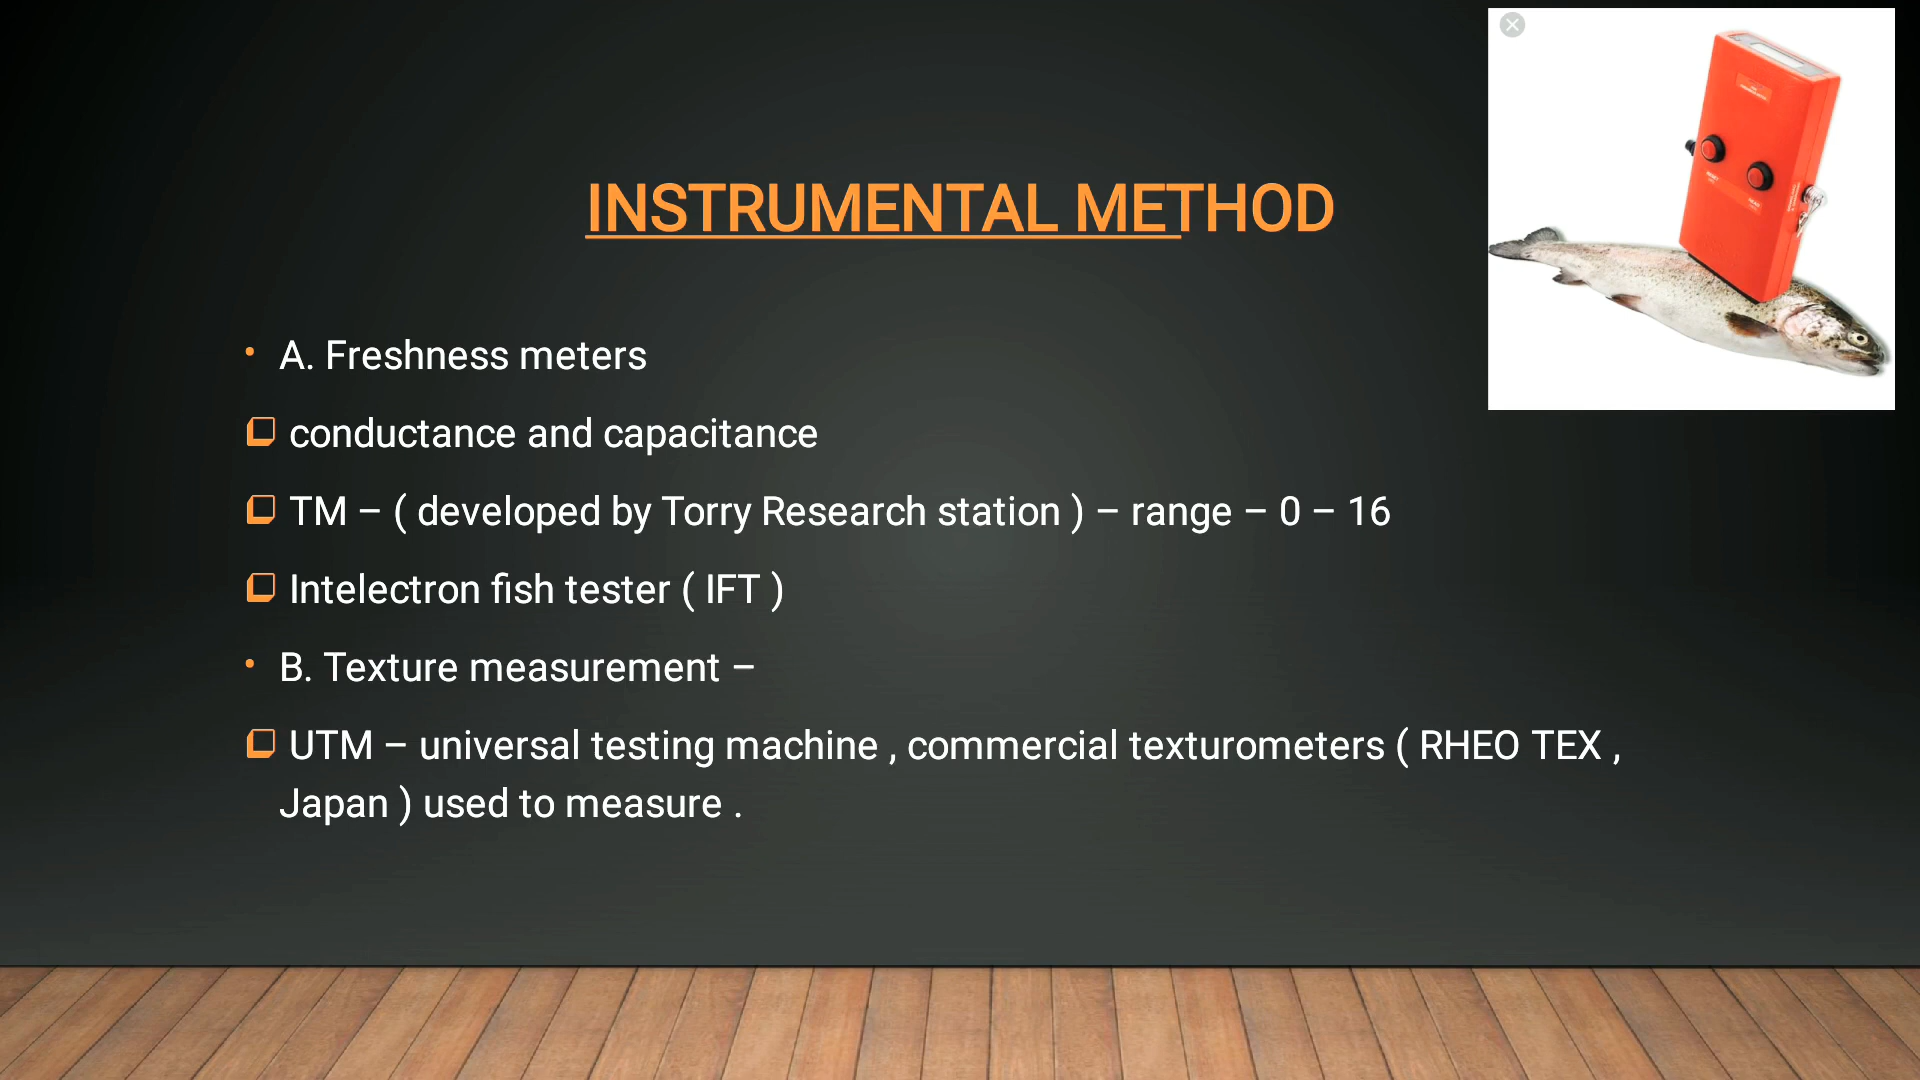 INSTRUMENTAL METHOD
• A. Freshness meters
❑ conductance and capacitance
❑ TM – ( developed by Torry Research station ) – range – 0 – 16
❑ Intelectron fish tester ( IFT )
• B. Texture measurement –
❑ UTM – universal testing machine , commercial texturometers ( RHEO TEX ,
Japan ) used to measure .